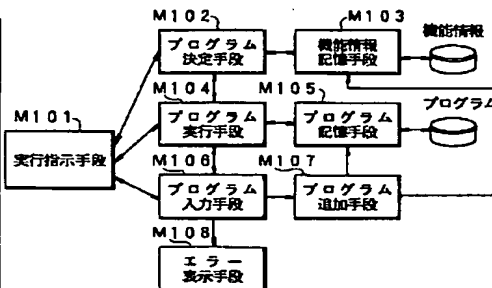 M102
M103
機能情報
プログラム
決定手段
機能情報
記憶手段
M104
M105
プログラム
M101
プログラム
実行手段
プログラム
記憶手段
実行指示手段
M106
M107
プログラム
入力手段
プログラム
追加手段
M108
エラー
表示手段